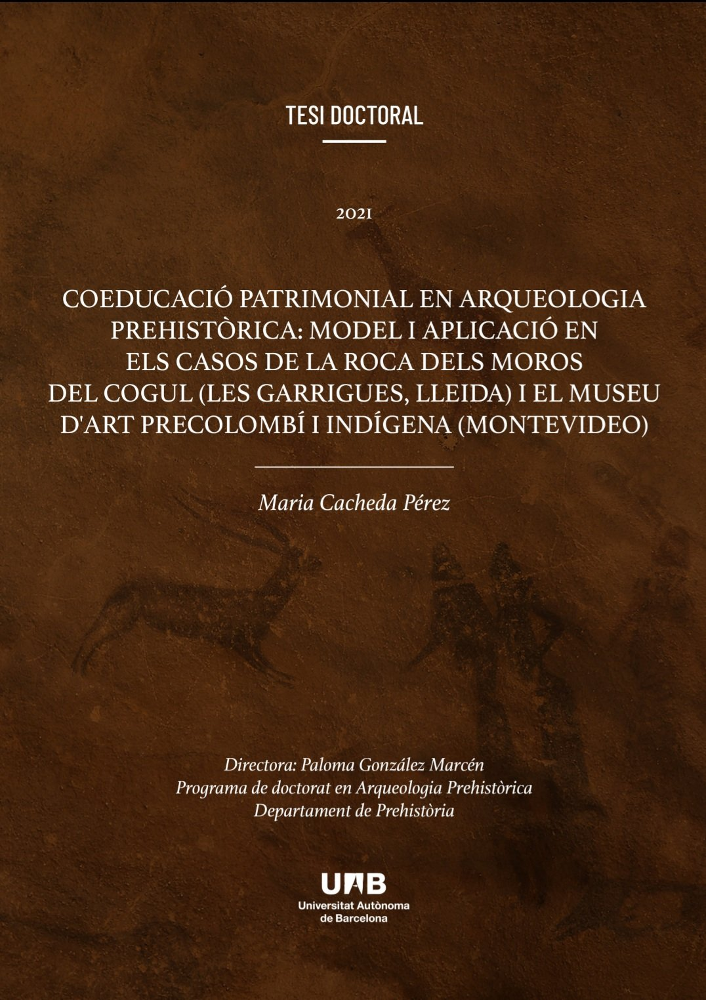 TESI DOCTORAL
2021
COEDUCACIÓ PATRIMONIAL EN ARQUEOLOGIA
PREHISTÒRICA: MODEL I APLICACIÓ EN
ELS CASOS DE LA ROCA DELS MOROS
DEL COGUL (LES GARRIGUES, LLEIDA) I EL MUSEU
D'ART PRECOLOMBÍ I INDÍGENA (MONTEVIDEO)
Maria Cacheda Pérez
Directora: Paloma González Marcén
Programa de doctorat en Arqueologia Prehistòrica
Departament de Prehistòria
UAB
Universitat Autònoma
de Barcelona